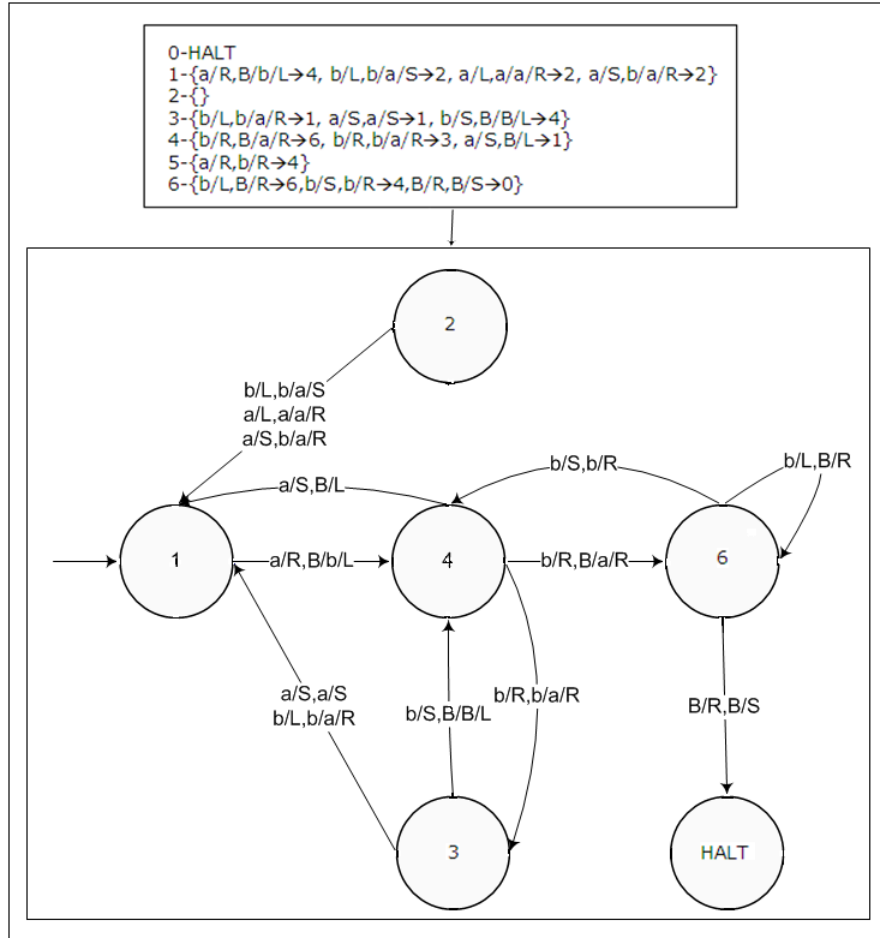 0-HALT
1-{a/R,B/b/L→4, b/L,b/a/S→2, a/L,a/a/R→2, a/S,b/a/R→2}
2-{}
3-{b/L,b/a/R→1, a/S,a/S→1, b/S,B/B/L→4}
4-{b/R,B/a/R→6, b/R,b/a/R→3, a/S,B/L→1}
5-{a/R,b/R→4}
6-{b/L,B/R→6,b/S,b/R→4,B/R,B/S→0}
2
b/L,b/a/S
a/L,a/a/R
a/S,b/a/R
b/S,b/R
b/L,B/R
a/S,B/L
1
a/R,B/b/L
4
b/R,B/a/R
6
a/S,a/S
b/L,b/a/R
b/S,B/B/L
b/R,b/a/R
B/R,B/S
3
HALT